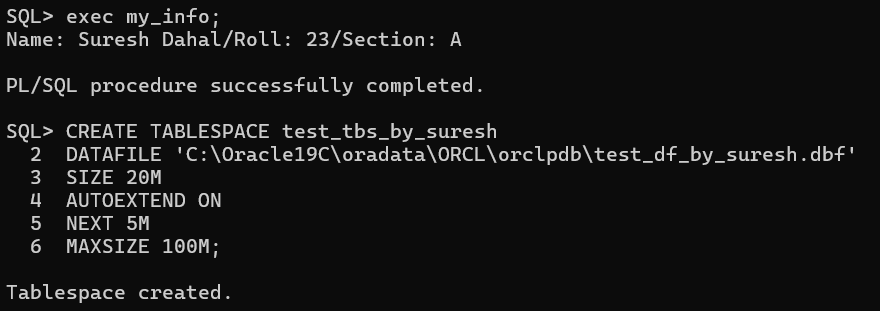 SQL> exec my_info;
Name: Suresh Dahal/Roll: 23/Section: A
PL/SQL procedure successfully completed.
SQL> CREATE TABLESPACE test_tbs_by_suresh
2 DATAFILE 'C:\Oracle19C\oradata\ORCL\orclpdb\test_df_by_suresh.dbf'
3 SIZE 20M
4 AUTOEXTEND ON
5 NEXT 5M
6 MAXSIZE 100M;
Tablespace created.